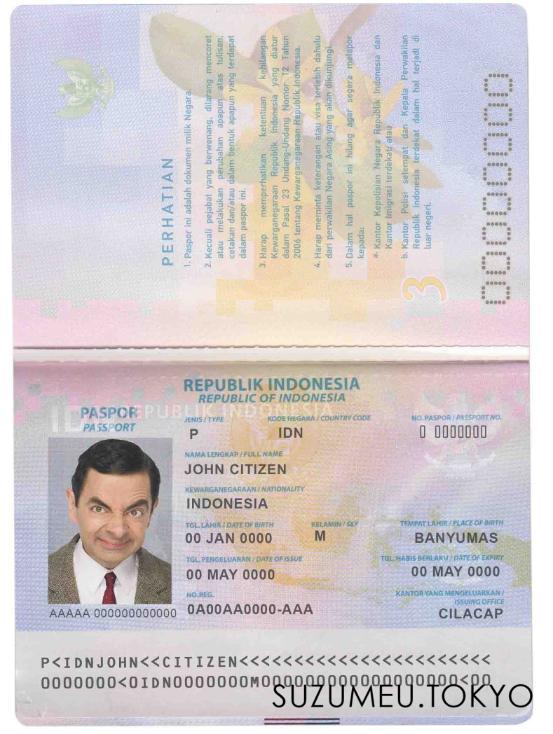 PERHATIAN
1. Paspor ini adalah dokumen milik Negara.
2. Kecuali pejabat yang berwenang, dilarang mencoret
atau melakukan perubahan apapun, atas tulisan,
cetakan dan/atau dalam bentuk apapun yang terdapat
dalam paspor ini.
3. Harap memperhatikan ketentuan kehilangan
Kewarganegaraan Republik Indonesia yang diatur
dalam Pasal 23 Undang-Undang Nomor 12 Tahun
2006 tentang Kewarganegaraan Republik Indonesia.
4. Harap meminta keterangan atau visa terlebih dahulu
dari perwakilan Negara Asing yang akan dikunjungi.
5. Dalam hal paspor ini hilang agar segera melapor
kepada:
a. Kantor Kepolisian Negara Republik Indonesia dan
Kantor Imigrasi terdekat atau
b. Kantor Polisi setempat dan Kepala Perwakilan
Republik Indonesia terdekat dalam hal terjadi di
luar negeri.
3
0000000
REPUBLIK INDONESIA
REPUBLIC OF INDONESIA
PASPOR
PASSPORT
JENIS / TYPE KODE NEGARA / COUNTRY CODE NO. PASPOR / PASSPORT NO.
P IDN 0 0000000
NAMA LENGKAP / FULL NAME
JOHN CITIZEN
KEWARGANEGARAAN / NATIONALITY
INDONESIA
TGL. LAHIR / DATE OF BIRTH KELAMIN / SEX TEMPAT LAHIR / PLACE OF BIRTH
00 JAN 0000 M BANYUMAS
TGL. PENGELUARAN / DATE OF ISSUE TGL. HABIS BERLAKU / DATE OF EXPIRY
00 MAY 0000 00 MAY 0000
NO. REG. KANTOR YANG MENGELUARKAN /
ISSUING OFFICE
0A00AA0000-AAA CILACAP
AAAAA 000000000000
P<IDNJOHN<<CITIZEN<<<<<<<<<<<<<<<<<<<<<<<<
SUZUMEU.TOKYO